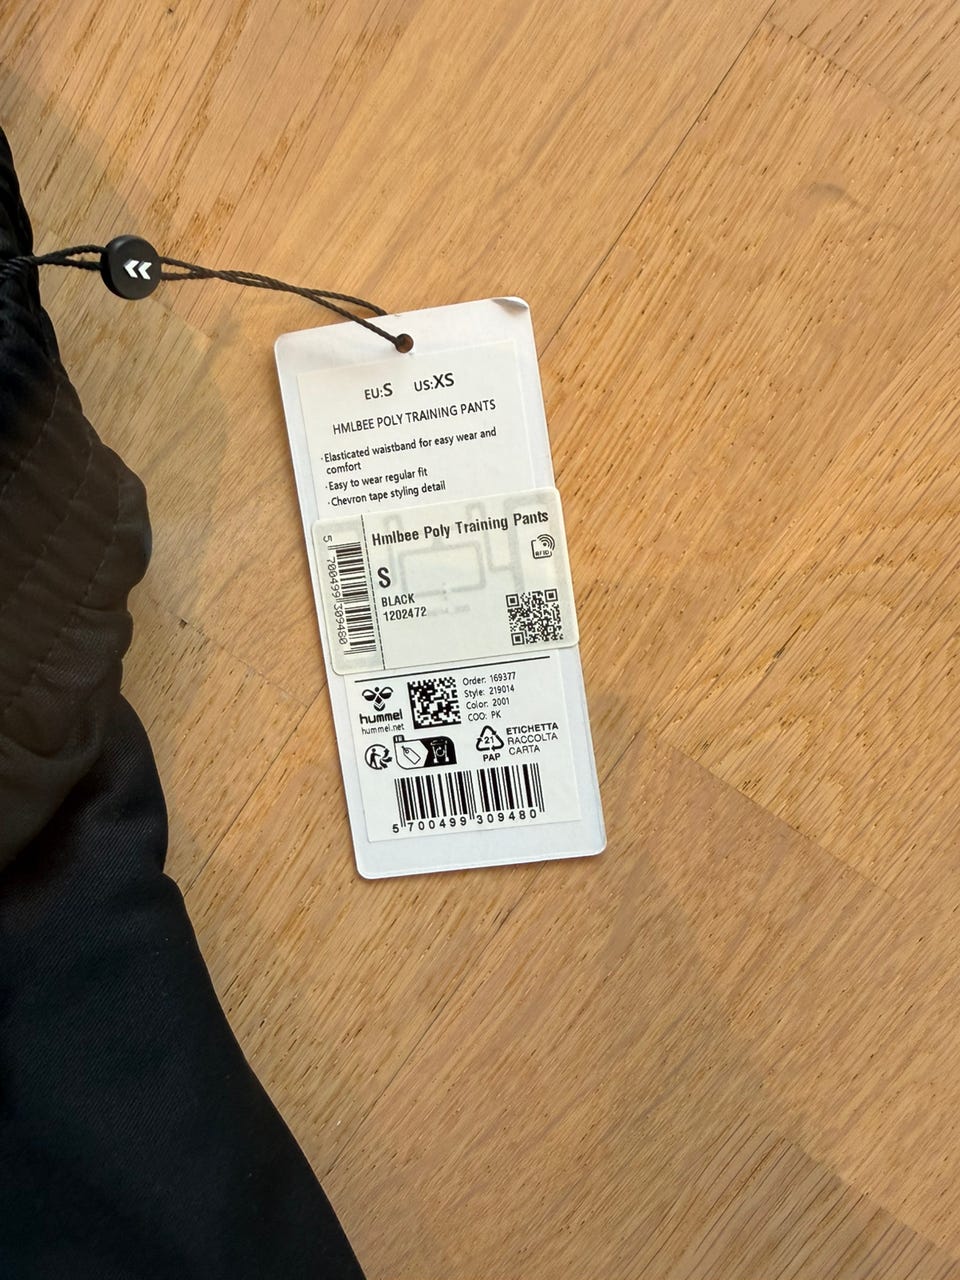 EU:S US:XS
HMLBEE POLY TRAINING PANTS
·Elasticated waistband for easy wear and
comfort
·Easy to wear regular fit
·Chevron tape styling detail
Hmlbee Poly Training Pants
RFID
S
BLACK
1202472
5 700499 309480
hummel
hummel.net
Order: 169377
Style: 219014
Color: 2001
COO: PK
21
PAP
ETICHETTA
RACCOLTA
CARTA
5 700499 309480